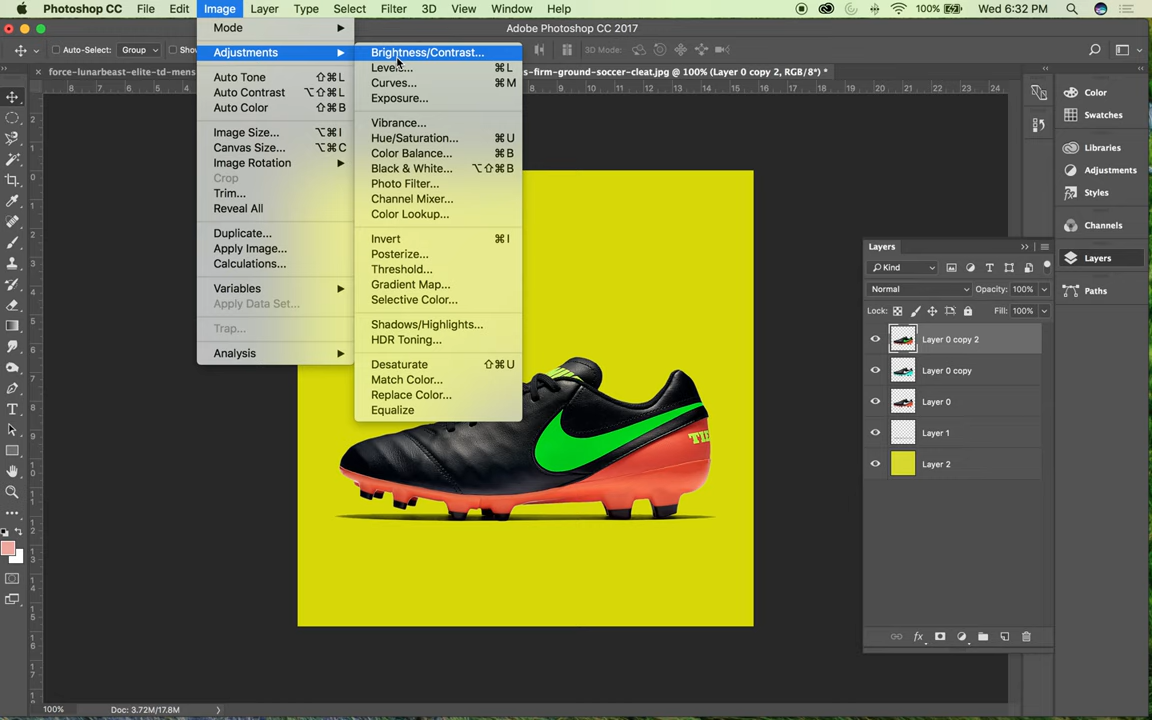 Photoshop CC File Edit Image Layer Type Select Filter 3D View Window Help 100% Wed 6:32 PM
Adobe Photoshop CC 2017
Auto-Select: Group 3D Mode:
force-lunarbeast-elite-td-mens s-firm-ground-soccer-cleat.jpg @ 100% (Layer 0 copy 2, RGB/8*) *
Mode
Adjustments
Auto Tone ⇧⌘L
Auto Contrast ⌥⇧⌘L
Auto Color ⇧⌘B
Image Size... ⌥⌘I
Canvas Size... ⌥⌘C
Image Rotation
Crop
Trim...
Reveal All
Duplicate...
Apply Image...
Calculations...
Variables
Apply Data Set...
Trap...
Analysis
Brightness/Contrast...
Levels... ⌘L
Curves... ⌘M
Exposure...
Vibrance...
Hue/Saturation... ⌘U
Color Balance... ⌘B
Black & White... ⌥⇧⌘B
Photo Filter...
Channel Mixer...
Color Lookup...
Invert ⌘I
Posterize...
Threshold...
Gradient Map...
Selective Color...
Shadows/Highlights...
HDR Toning...
Desaturate ⇧⌘U
Match Color...
Replace Color...
Equalize
Color
Swatches
Libraries
Adjustments
Styles
Channels
Layers
Paths
Layers
Kind
Normal Opacity: 100%
Lock: Fill: 100%
Layer 0 copy 2
Layer 0 copy
Layer 0
Layer 1
Layer 2
100% Doc: 3.72M/17.8M